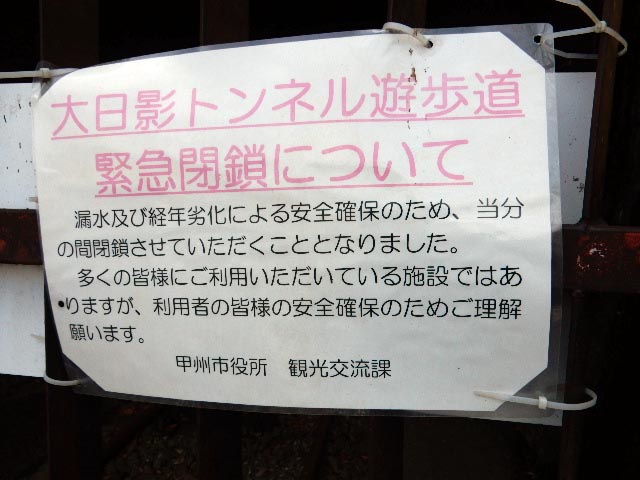 大日影トンネル遊歩道
緊急閉鎖について
漏水及び経年劣化による安全確保のため、当分
の間閉鎖させていただくこととなりました。
多くの皆様にご利用いただいている施設ではあ
りますが、利用者の皆様の安全確保のためご理解
願います。
甲州市役所　観光交流課